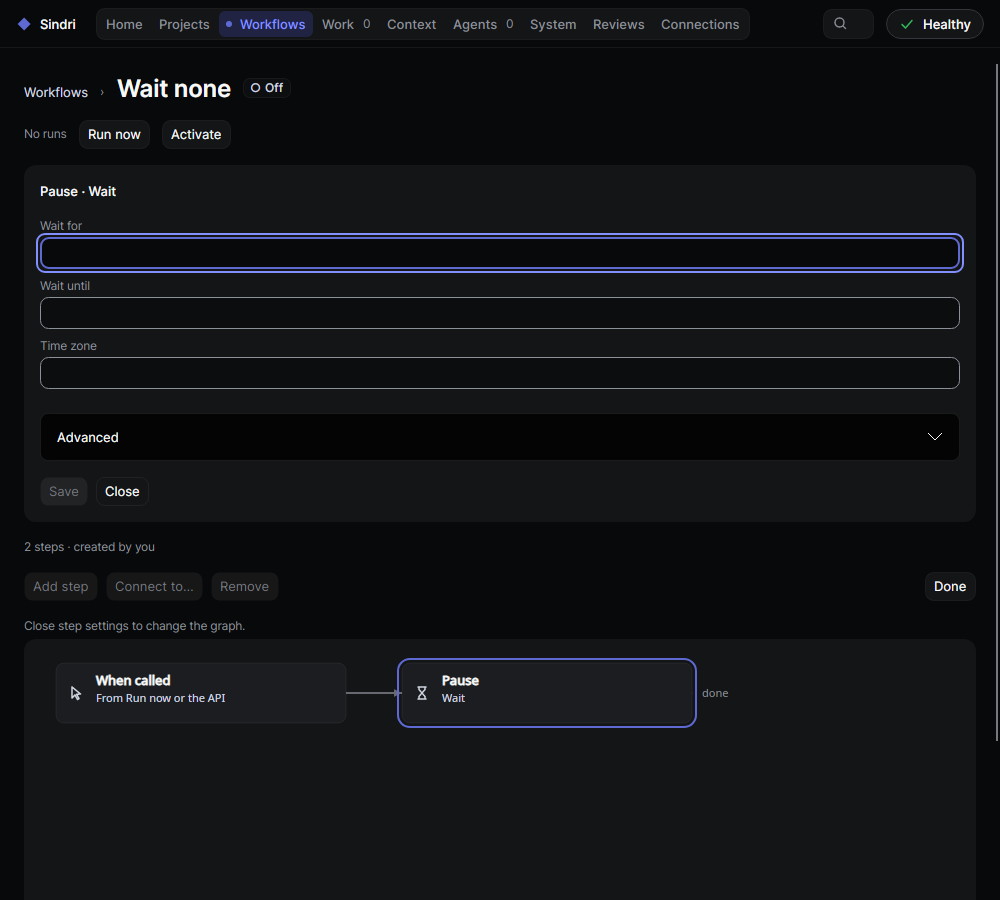 Sindri Home Projects Workflows Work 0 Context Agents 0 System Reviews Connections Healthy
Workflows › Wait none Off
No runs Run now Activate
Pause · Wait
Wait for
Wait until
Time zone
Advanced
Save Close
2 steps · created by you
Add step Connect to... Remove Done
Close step settings to change the graph.
When called
From Run now or the API
Pause
Wait
done